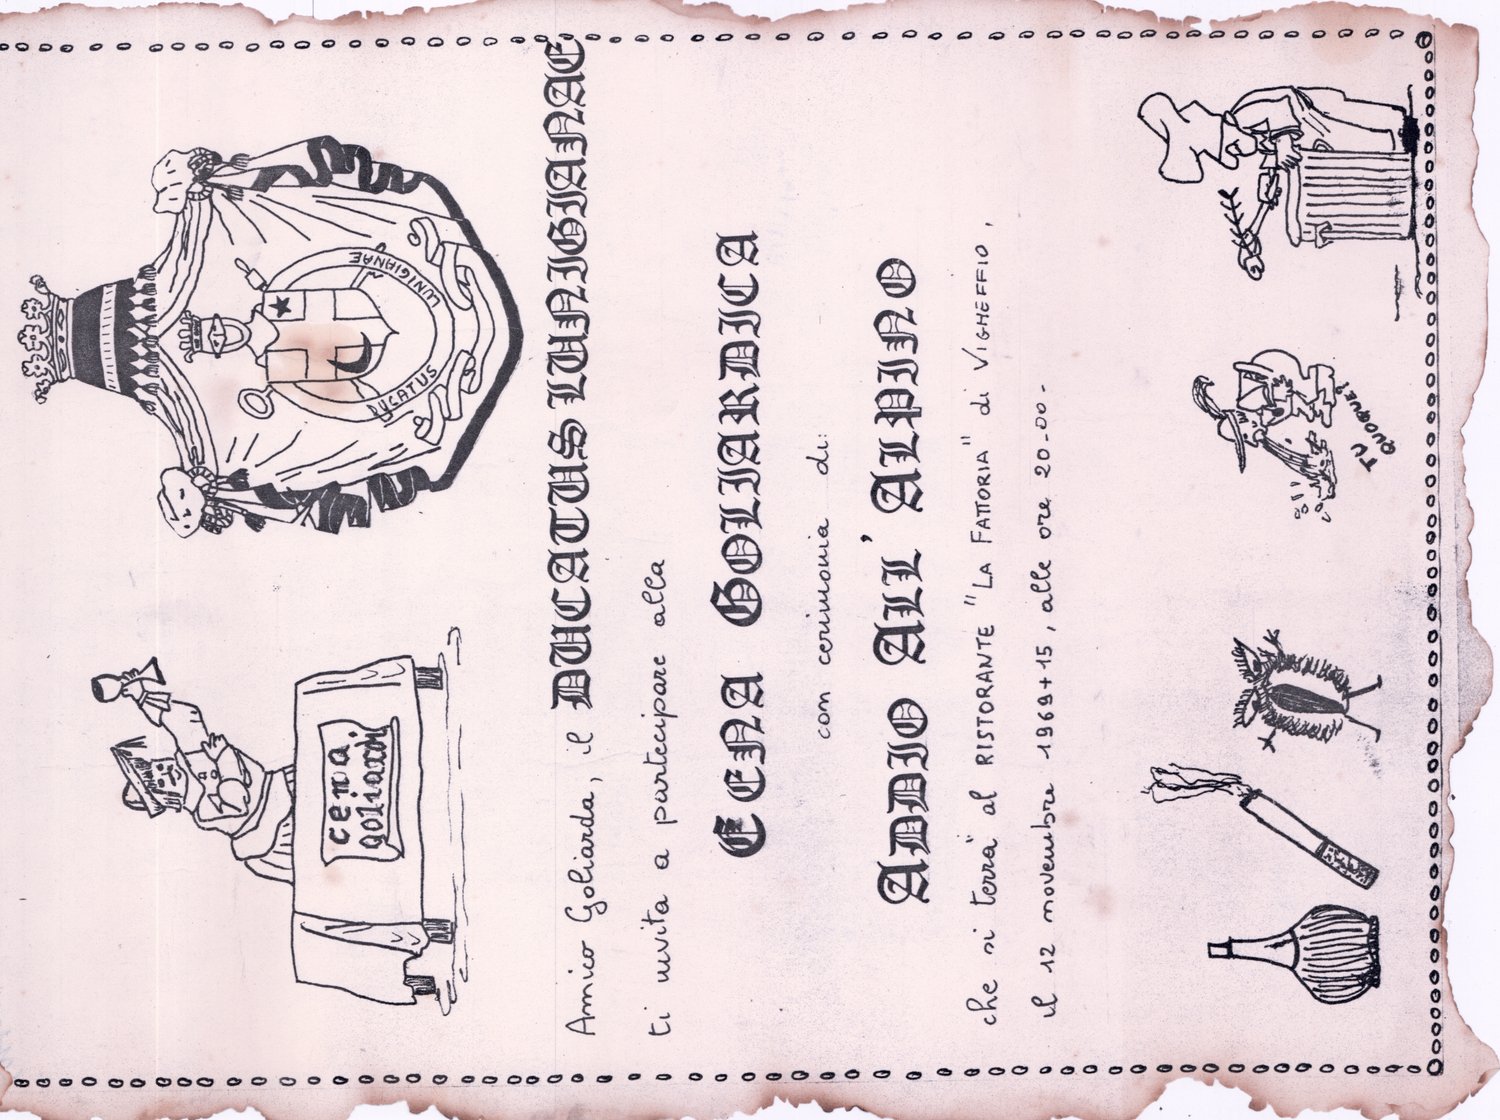 DUCATUS LUNIGIANAE
cena
goliardi
Amico Goliarda, il DUCATUS LUNIGIANAE
ti invita a partecipare alla
CENA GOLIARDICA
con cerimonia di:
ADDIO ALL'ALPINO
che si terrà al RISTORANTE "LA FATTORIA" di VIGHEFFIO,
il 12 novembre 1969+15, alle ore 20.00.
TU
QUOQUE?